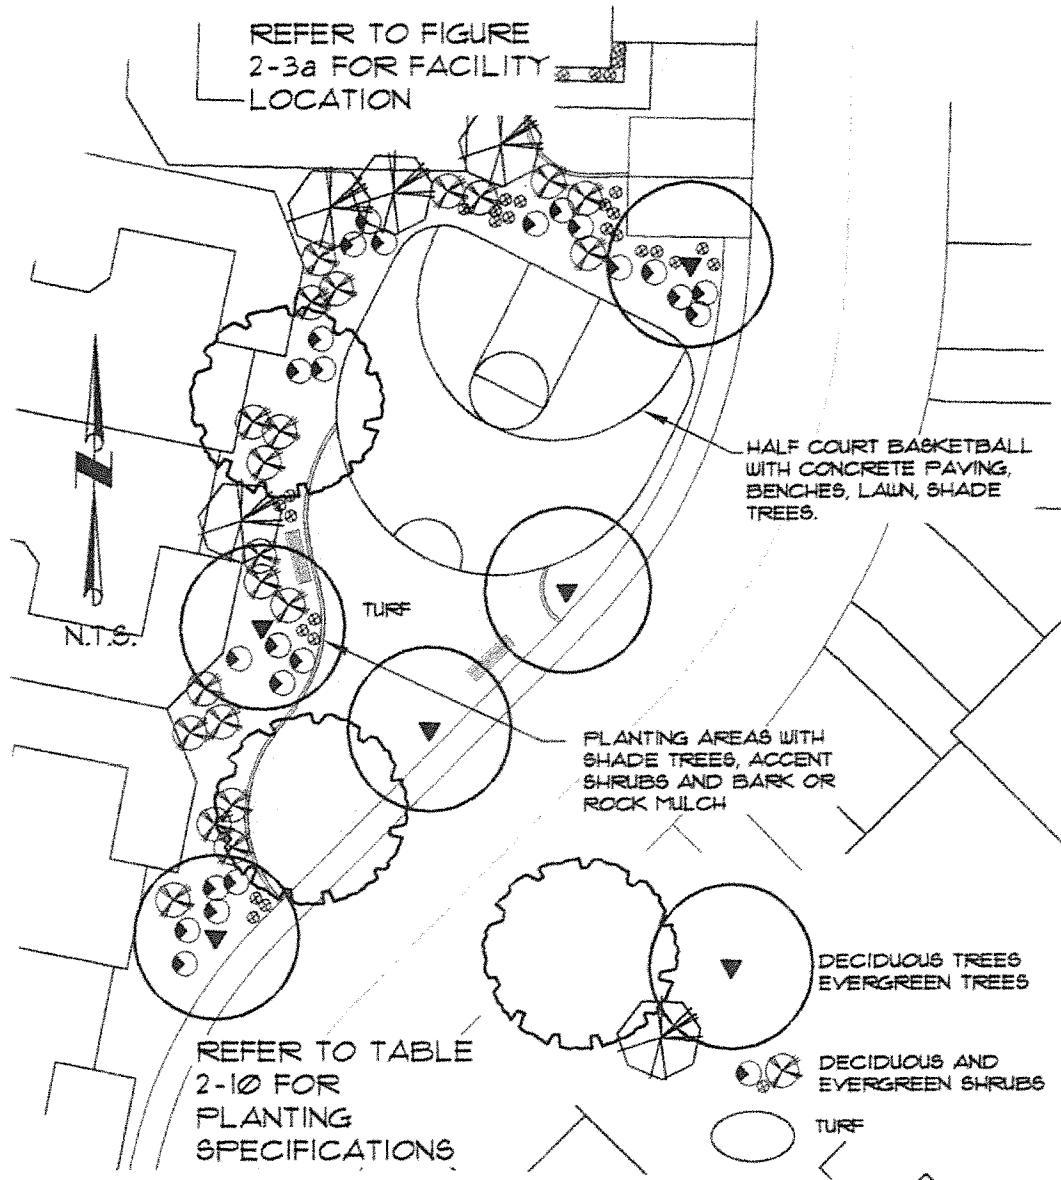 REFER TO FIGURE
2-3a FOR FACILITY
LOCATION
HALF COURT BASKETBALL
WITH CONCRETE PAVING,
BENCHES, LAWN, SHADE
TREES.
N
N.T.S.
TURF
PLANTING AREAS WITH
SHADE TREES, ACCENT
SHRUBS AND BARK OR
ROCK MULCH
DECIDUOUS TREES
EVERGREEN TREES
DECIDUOUS AND
EVERGREEN SHRUBS
TURF
REFER TO TABLE
2-10 FOR
PLANTING
SPECIFICATIONS